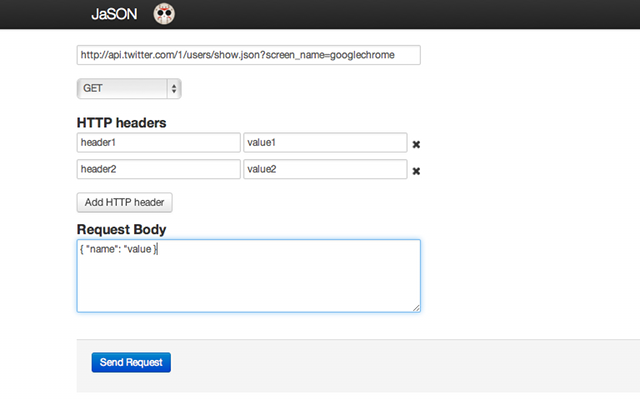 JaSON
http://api.twitter.com/1/users/show.json?screen_name=googlechrome
GET
HTTP headers
header1 value1
header2 value2
Add HTTP header
Request Body
{ "name": "value }
Send Request